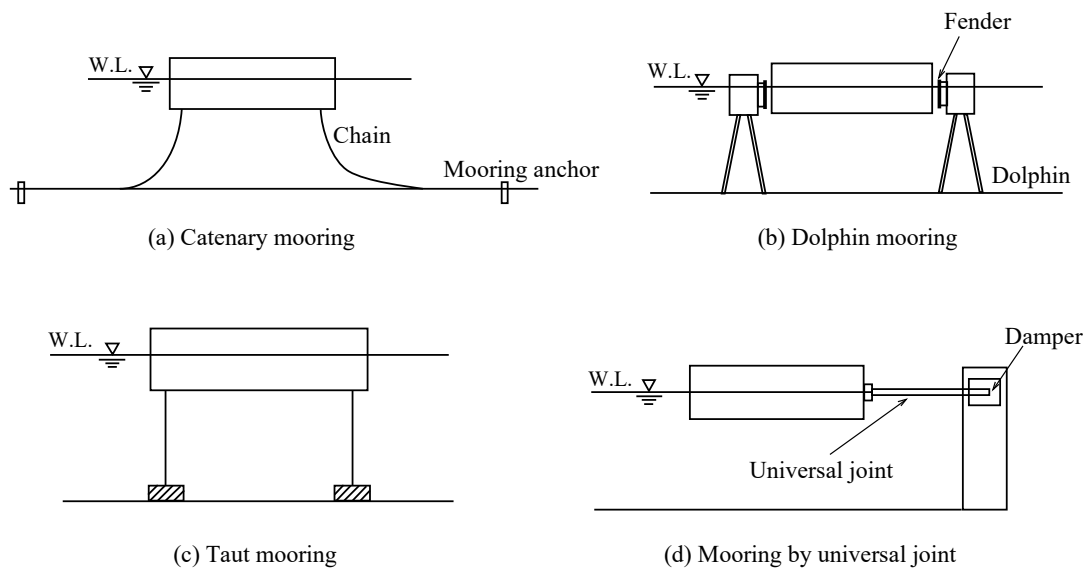 W.L.
Chain
Mooring anchor
(a) Catenary mooring
Fender
W.L.
Dolphin
(b) Dolphin mooring
W.L.
(c) Taut mooring
Damper
W.L.
Universal joint
(d) Mooring by universal joint